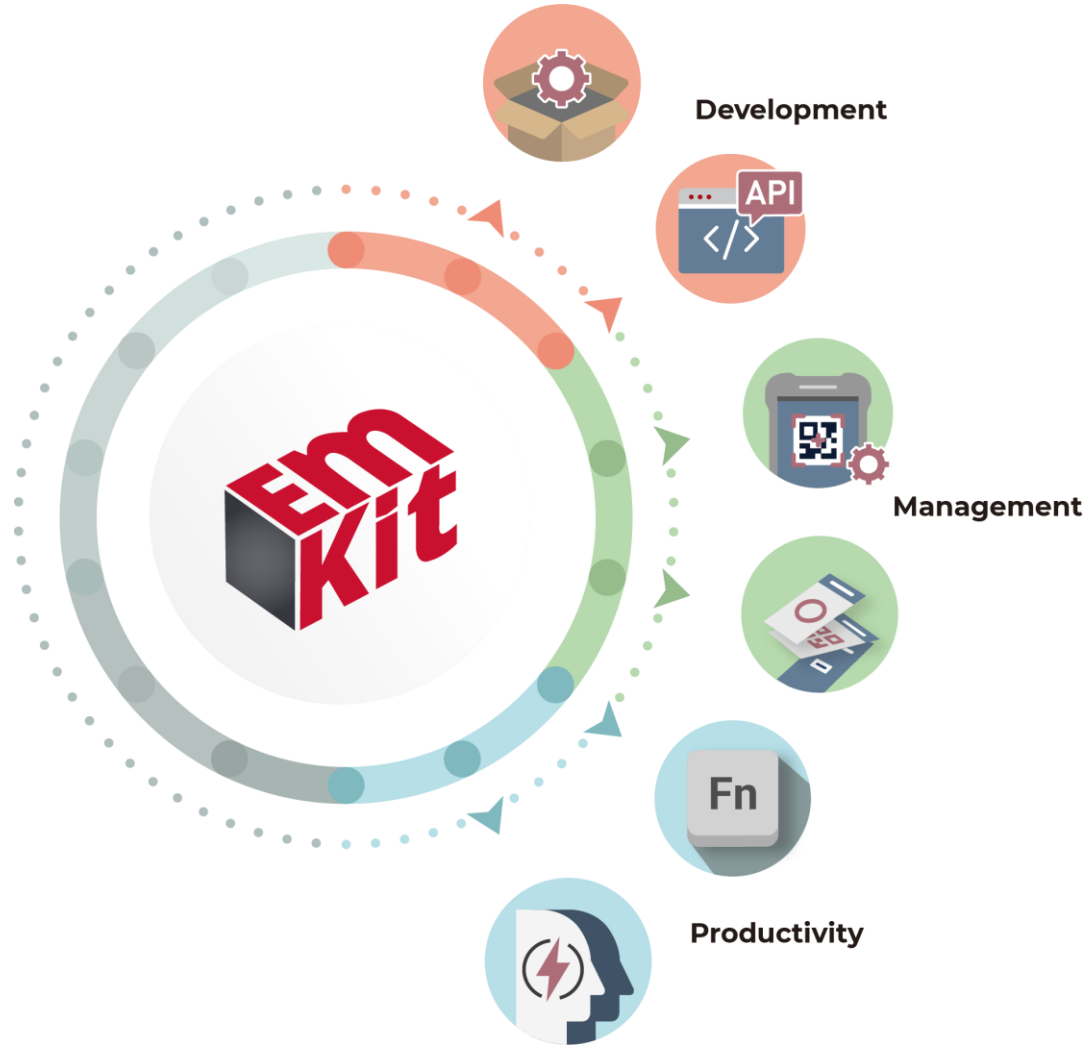 Development
API
</>
EM
Kit
Management
Fn
Productivity